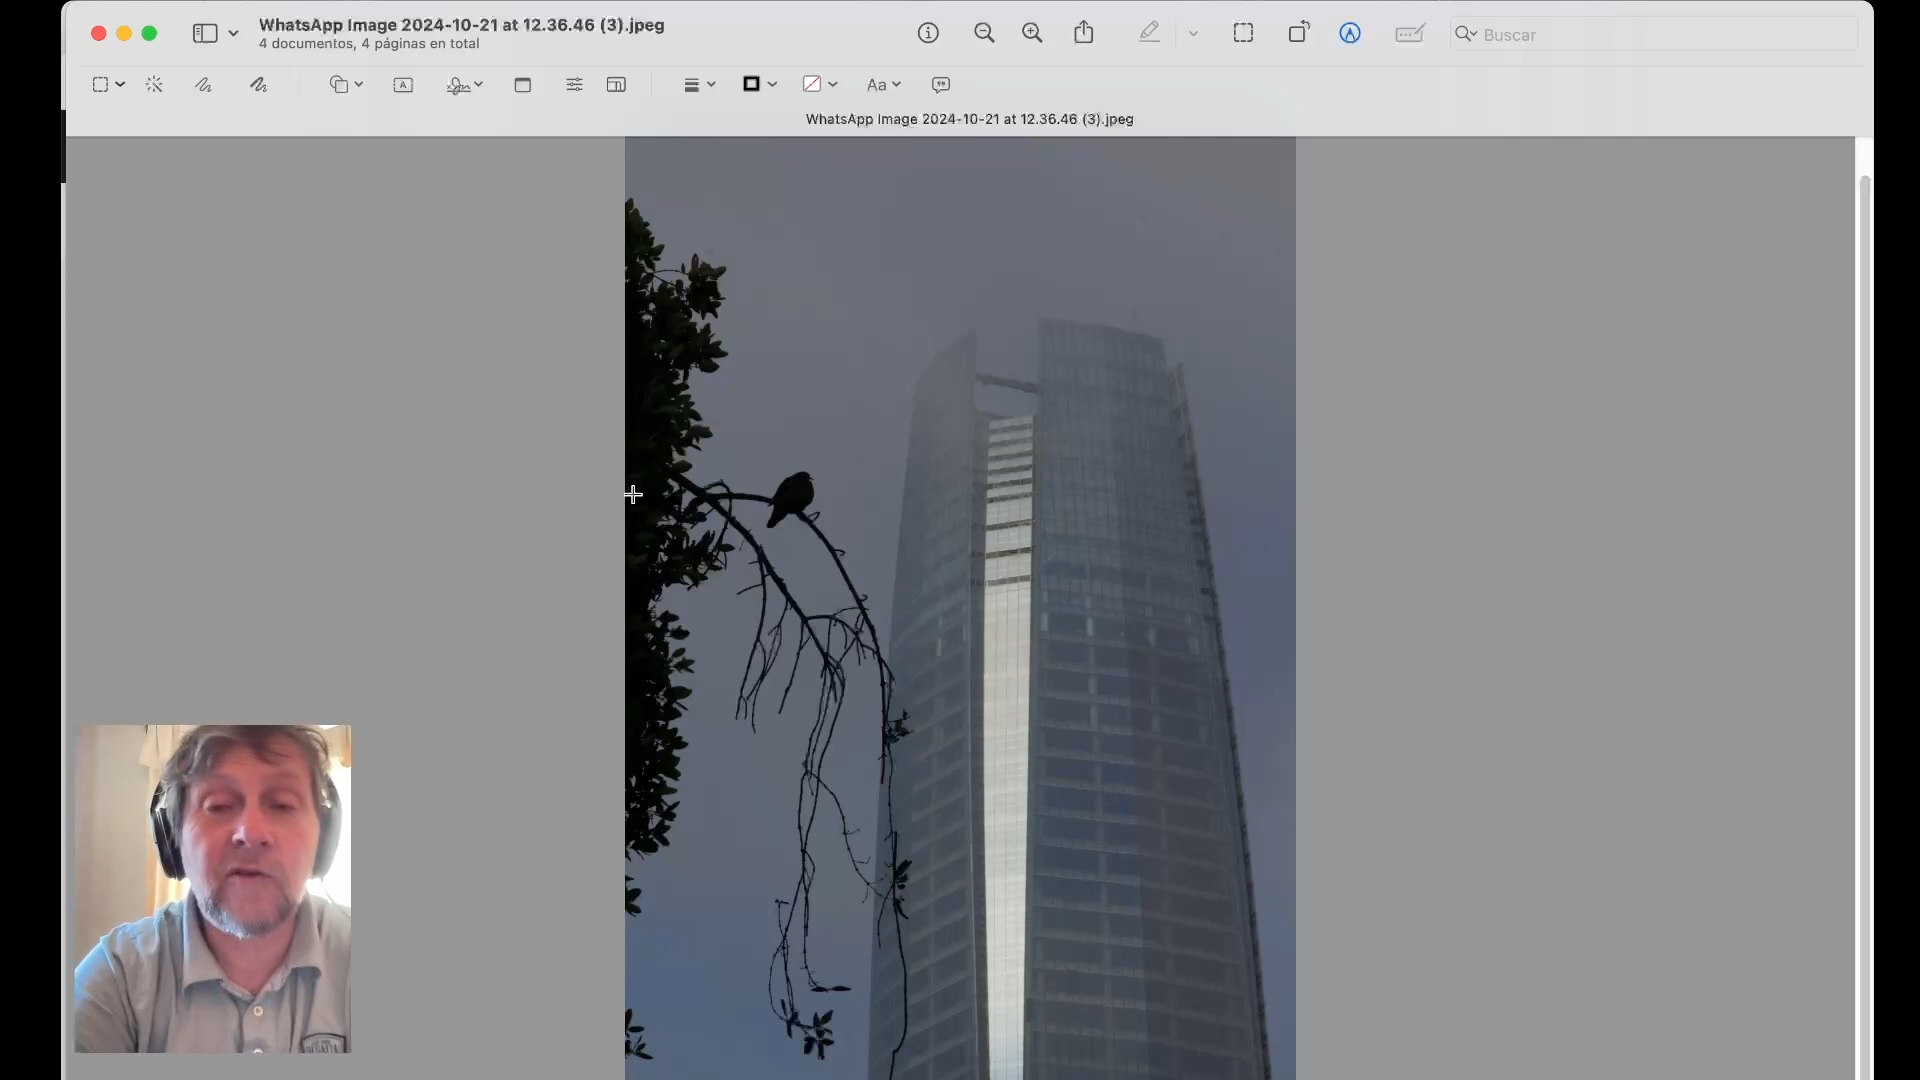 WhatsApp Image 2024-10-21 at 12.36.46 (3).jpeg
4 documentos, 4 páginas en total
Buscar
A
Aa
WhatsApp Image 2024-10-21 at 12.36.46 (3).jpeg